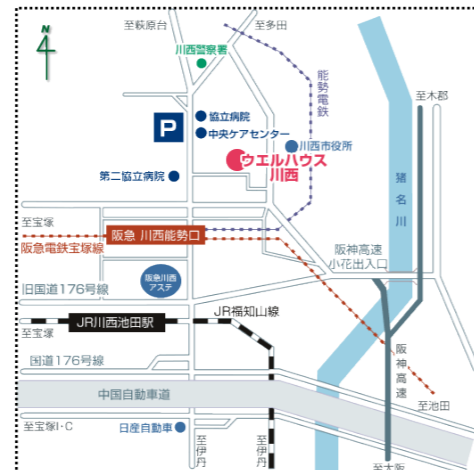 N
至萩原台
至多田
川西警察署
能勢電鉄
至木郡
P
協立病院
中央ケアセンター
川西市役所
ウエルハウス
川西
第二協立病院
猪名川
至宝塚
阪急 川西能勢口
阪急電鉄宝塚線
阪神高速
小花出入口
阪急川西
アステ
旧国道176号線
JR川西池田駅
JR福知山線
至宝塚
国道176号線
阪神高速
中国自動車道
至池田
至宝塚I・C
日産自動車
至伊丹
至伊丹
至大阪